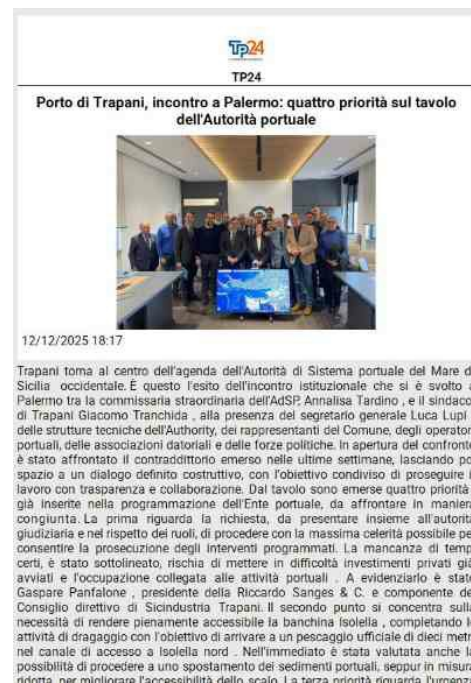 Tp24
TP24
Porto di Trapani, incontro a Palermo: quattro priorità sul tavolo
dell'Autorità portuale
12/12/2025 18:17
Trapani torna al centro dell'agenda dell'Autorità di Sistema portuale del Mare d
Sicilia occidentale. È questo l'esito dell'incontro istituzionale che si è svolto a
Palermo tra la commissaria straordinaria dell'AdSP, Annalisa Tardino , e il sindaco
di Trapani Giacomo Tranchida , alla presenza del segretario generale Luca Lupi
delle strutture tecniche dell'Authority, dei rappresentanti del Comune, degli operator
portuali, delle associazioni datoriali e delle forze politiche. In apertura del confronto
è stato affrontato il contraddittorio emerso nelle ultime settimane, lasciando po
spazio a un dialogo definito costruttivo, con l'obiettivo condiviso di proseguire i
lavoro con trasparenza e collaborazione. Dal tavolo sono emerse quattro priorità
già inserite nella programmazione dell'Ente portuale, da affrontare in manier
congiunta. La prima riguarda la richiesta, da presentare insieme all'autorità
giudiziaria e nel rispetto dei ruoli, di procedere con la massima celerità possibile pe
consentire la prosecuzione degli interventi programmati. La mancanza di temp
certi, è stato sottolineato, rischia di mettere in difficoltà investimenti privati già
avviati e l'occupazione collegata alle attività portuali . A evidenziarlo è stato
Gaspare Panfalone , presidente della Riccardo Sanges & C. e componente de
Consiglio direttivo di Sicindustria Trapani. Il secondo punto si concentra sulla
necessità di rendere pienamente accessibile la banchina Isolella , completando le
attività di dragaggio con l'obiettivo di arrivare a un pescaggio ufficiale di dieci metr
nel canale di accesso a Isolella nord . Nell'immediato è stata valutata anche la
possibilità di procedere a uno spostamento dei sedimenti portuali, seppur in misura
ridotta, per migliorare l'accessibilità dello scalo. La terza priorità riguarda l'urgenza